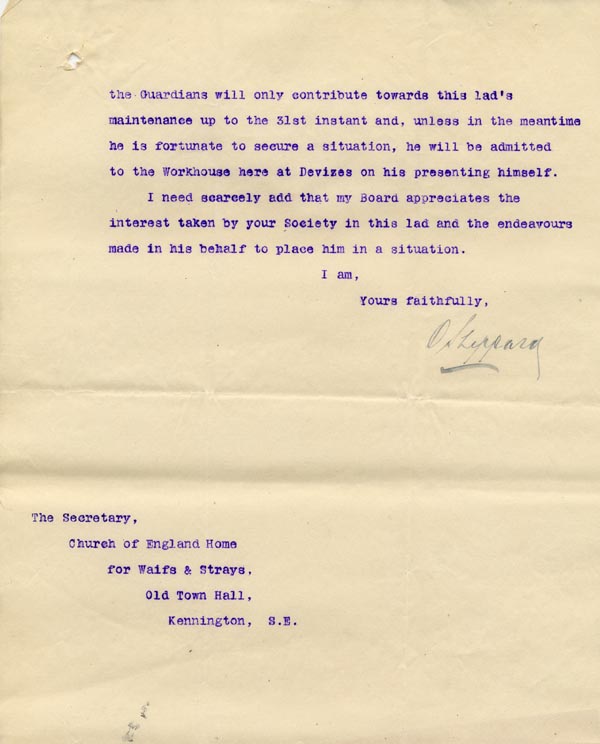 the Guardians will only contribute towards this lad's
maintenance up to the 31st instant and, unless in the meantime
he is fortunate to secure a situation, he will be admitted
to the Workhouse here at Devizes on his presenting himself.
I need scarcely add that my Board appreciates the
interest taken by your Society in this lad and the endeavours
made in his behalf to place him in a situation.
I am,
Yours faithfully,
O Sheppard
The Secretary,
Church of England Home
for Waifs & Strays,
Old Town Hall,
Kennington, S.E.